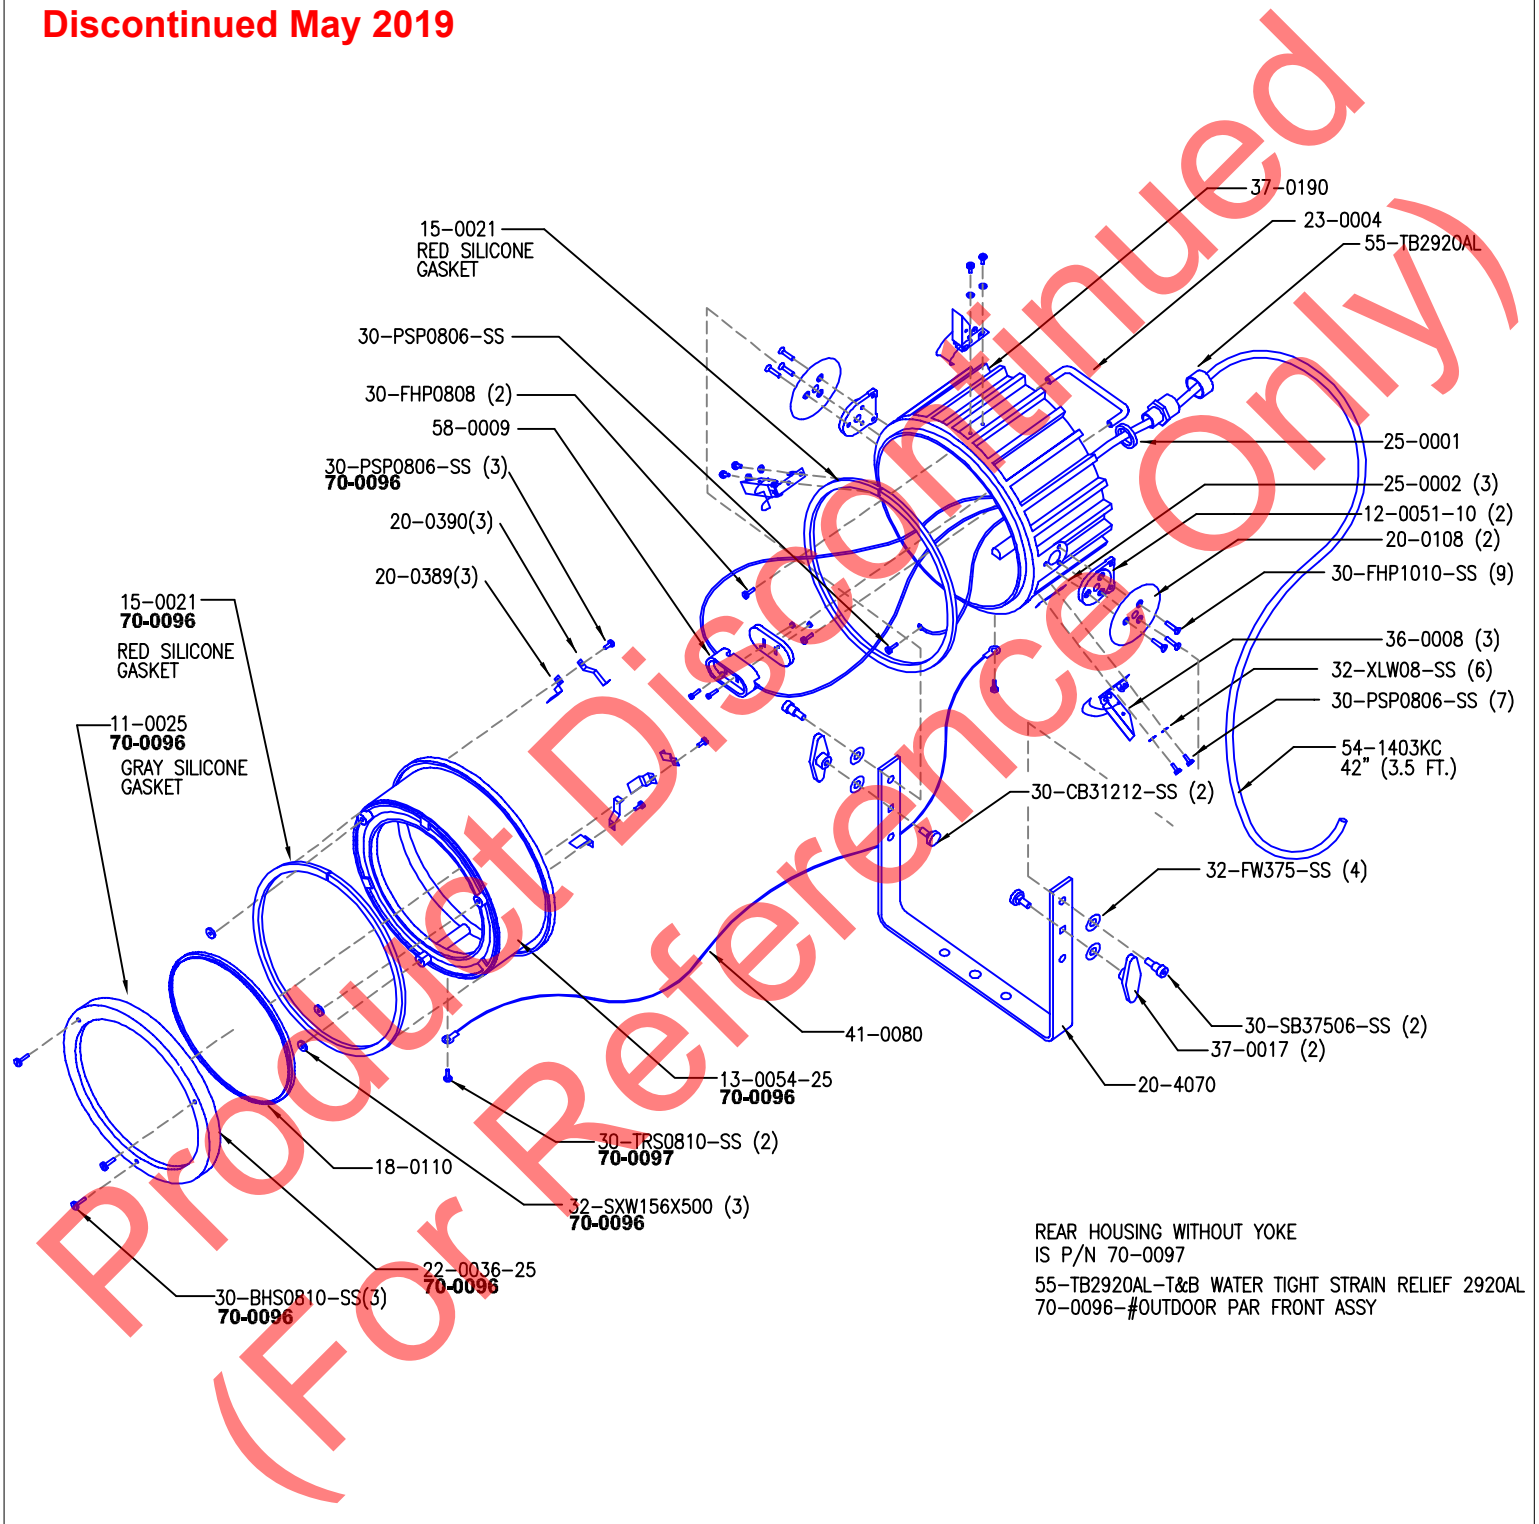 Discontinued May 2019
37-0190
23-0004
55-TB2920AL
15-0021
RED SILICONE
GASKET
30-PSP0806-SS
30-FHP0808 (2)
58-0009
30-PSP0806-SS (3)
70-0096
20-0390(3)
20-0389(3)
25-0001
25-0002 (3)
12-0051-10 (2)
20-0108 (2)
30-FHP1010-SS (9)
36-0008 (3)
32-XLW08-SS (6)
30-PSP0806-SS (7)
54-1403KC
42" (3.5 FT.)
15-0021
70-0096
RED SILICONE
GASKET
11-0025
70-0096
GRAY SILICONE
GASKET
30-CB31212-SS (2)
32-FW375-SS (4)
30-SB37506-SS (2)
37-0017 (2)
20-4070
41-0080
13-0054-25
70-0096
30-TRS0810-SS (2)
70-0097
18-0110
32-SXW156X500 (3)
70-0096
22-0036-25
70-0096
30-BHS0810-SS(3)
70-0096
REAR HOUSING WITHOUT YOKE
IS P/N 70-0097
55-TB2920AL-T&B WATER TIGHT STRAIN RELIEF 2920AL
70-0096-#OUTDOOR PAR FRONT ASSY
Product Discontinued
(For Reference Only)